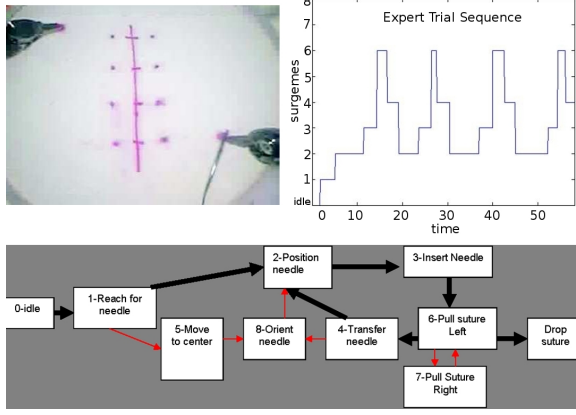 Expert Trial Sequence
surgemes
8
7
6
5
4
3
2
1
idle
0 10 20 30 40 50
time
0-idle
1-Reach for
needle
2-Position
needle
3-Insert Needle
5-Move
to center
8-Orient
needle
4-Transfer
needle
6-Pull suture
Left
Drop
suture
7-Pull Suture
Right